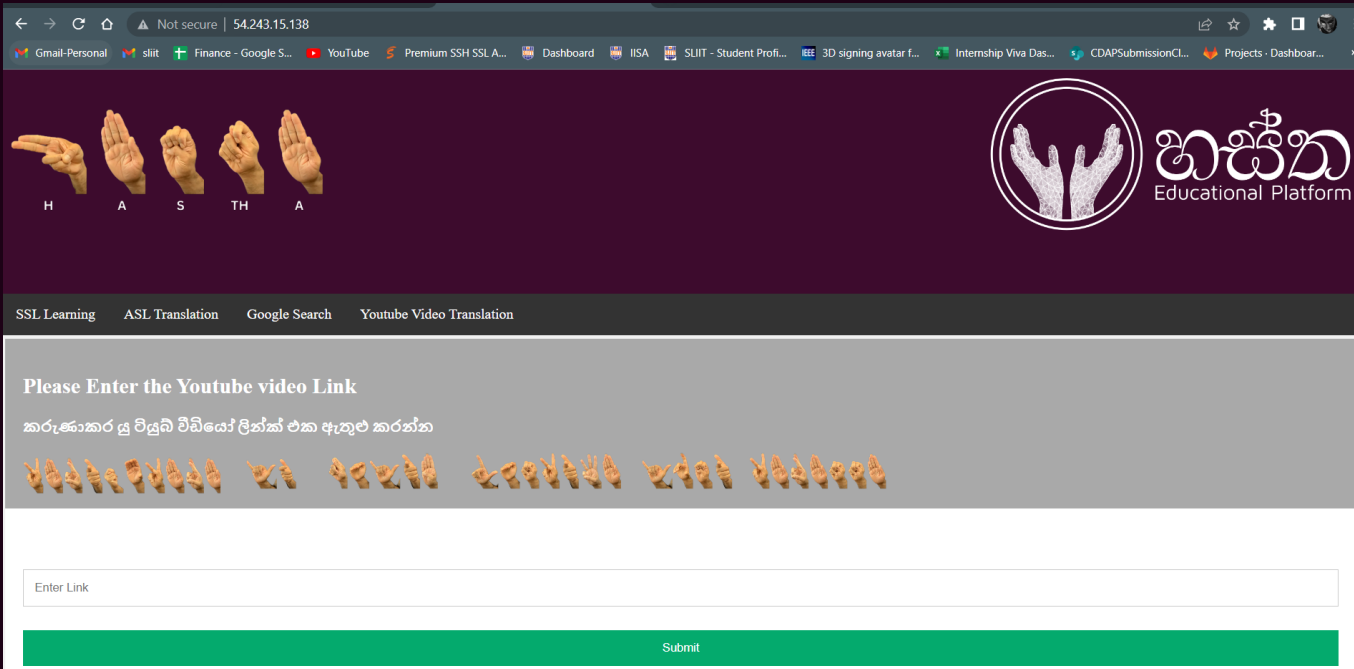 Not secure | 54.243.15.138
Gmail-Personal sliit Finance - Google S... YouTube Premium SSH SSL A... Dashboard IISA SLIIT - Student Profi... IEEE 3D signing avatar f... Internship Viva Das... CDAPSubmissionCl... Projects · Dashboar...
H A S TH A
හස්ත
Educational Platform
SSL Learning ASL Translation Google Search Youtube Video Translation
Please Enter the Youtube video Link
කරුණාකර යු ටියුබ් වීඩියෝ ලින්ක් එක ඇතුළු කරන්න
Enter Link
Submit